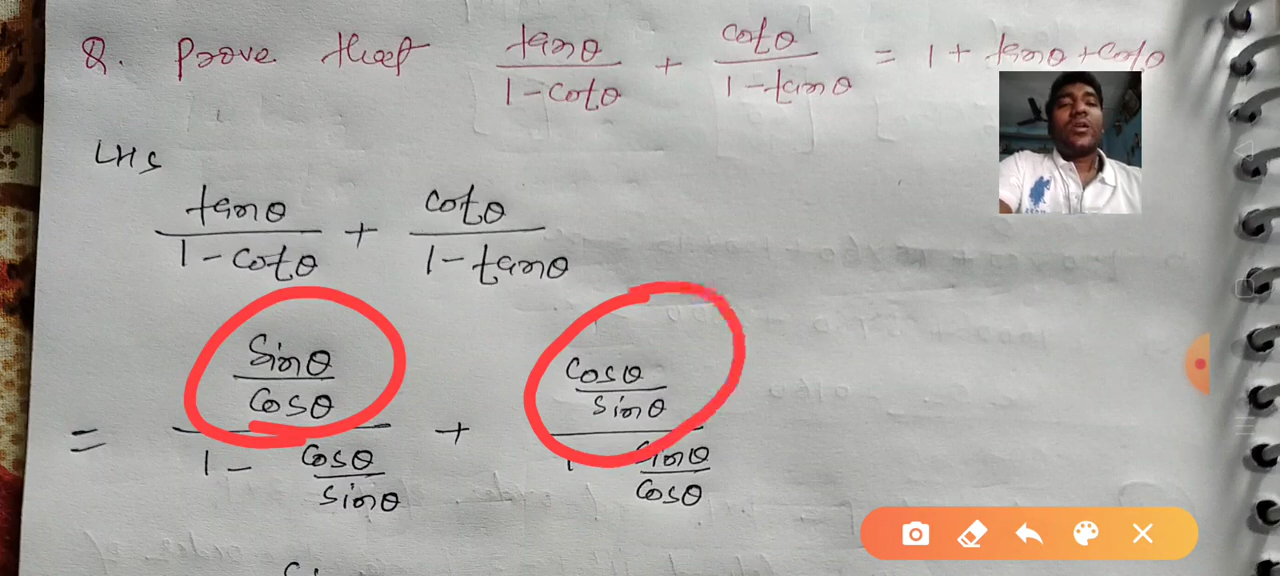 Q. Prove that tanθ/1-cotθ + cotθ/1-tanθ = 1 + tanθ + cotθ
LHS
tanθ/1-cotθ + cotθ/1-tanθ
= sinθ/cosθ/1 - cosθ/sinθ + cosθ/sinθ/1 - sinθ/cosθ